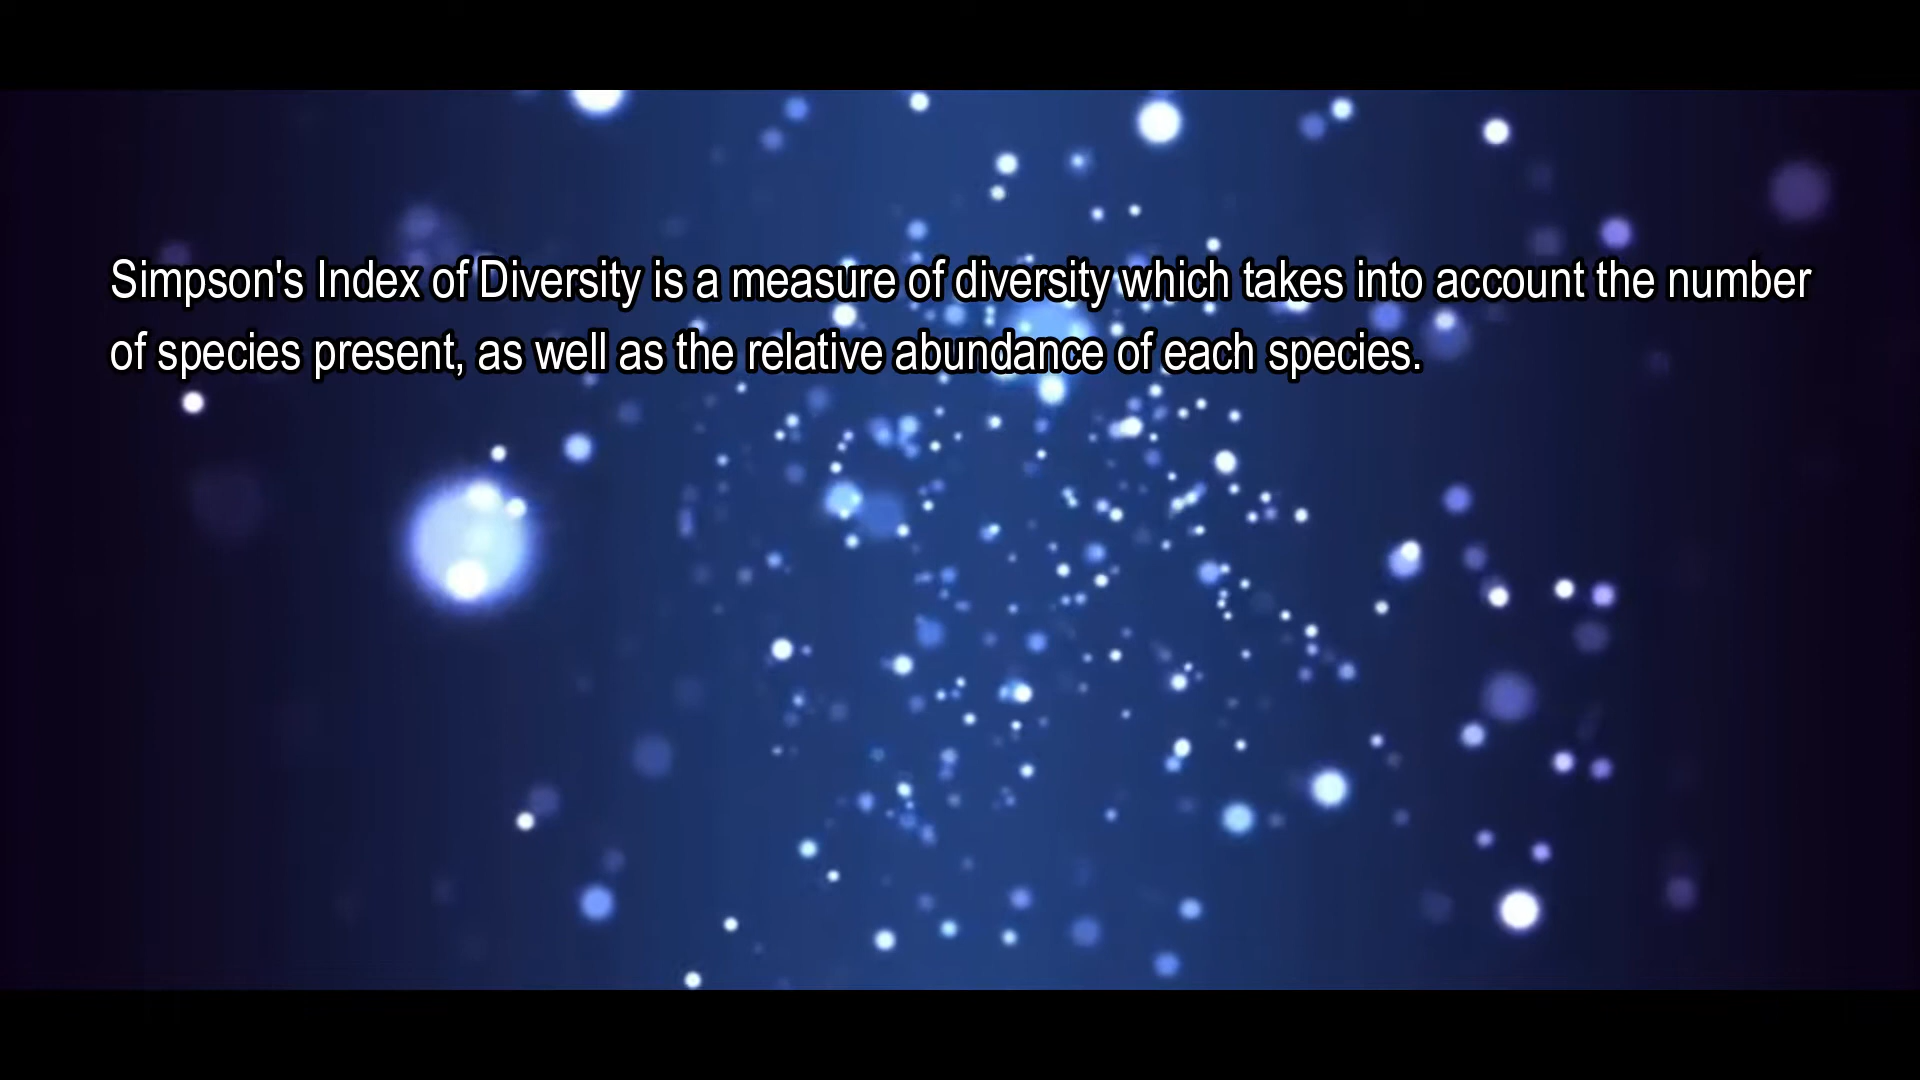 Simpson's Index of Diversity is a measure of diversity which takes into account the number
of species present, as well as the relative abundance of each species.